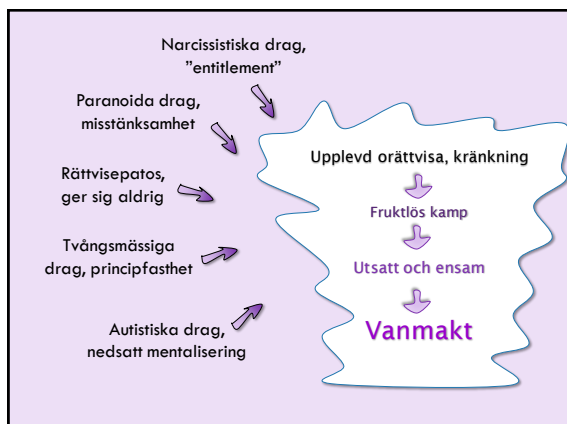 Narcissistiska drag,
”entitlement”
Paranoida drag,
misstänksamhet
Rättvisepatos,
ger sig aldrig
Tvångsmässiga
drag, principfasthet
Autistiska drag,
nedsatt mentalisering
Upplevd orättvisa, kränkning
Fruktlös kamp
Utsatt och ensam
Vanmakt